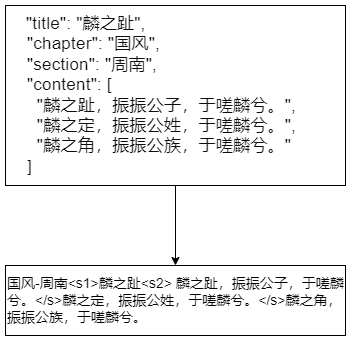 "title": "麟之趾",
"chapter": "国风",
"section": "周南",
"content": [
"麟之趾，振振公子，于嗟麟兮。",
"麟之定，振振公姓，于嗟麟兮。",
"麟之角，振振公族，于嗟麟兮。"
]
国风-周南<s1>麟之趾<s2> 麟之趾，振振公子，于嗟麟
兮。</s>麟之定，振振公姓，于嗟麟兮。</s>麟之角，
振振公族，于嗟麟兮。